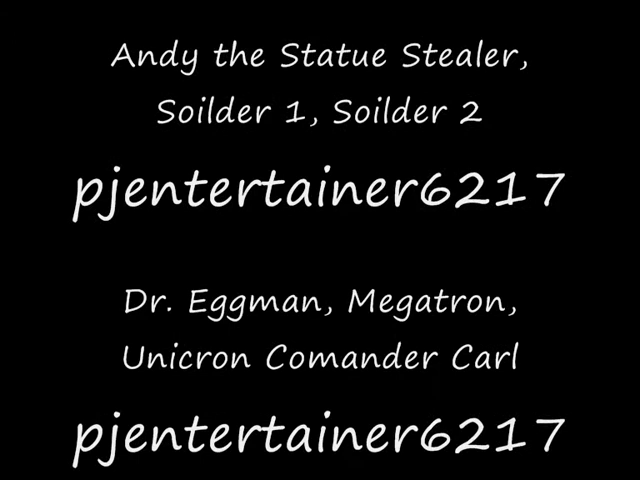 Andy the Statue Stealer,
Soilder 1, Soilder 2
pjentertainer6217
Dr. Eggman, Megatron,
Unicron Comander Carl
pjentertainer6217